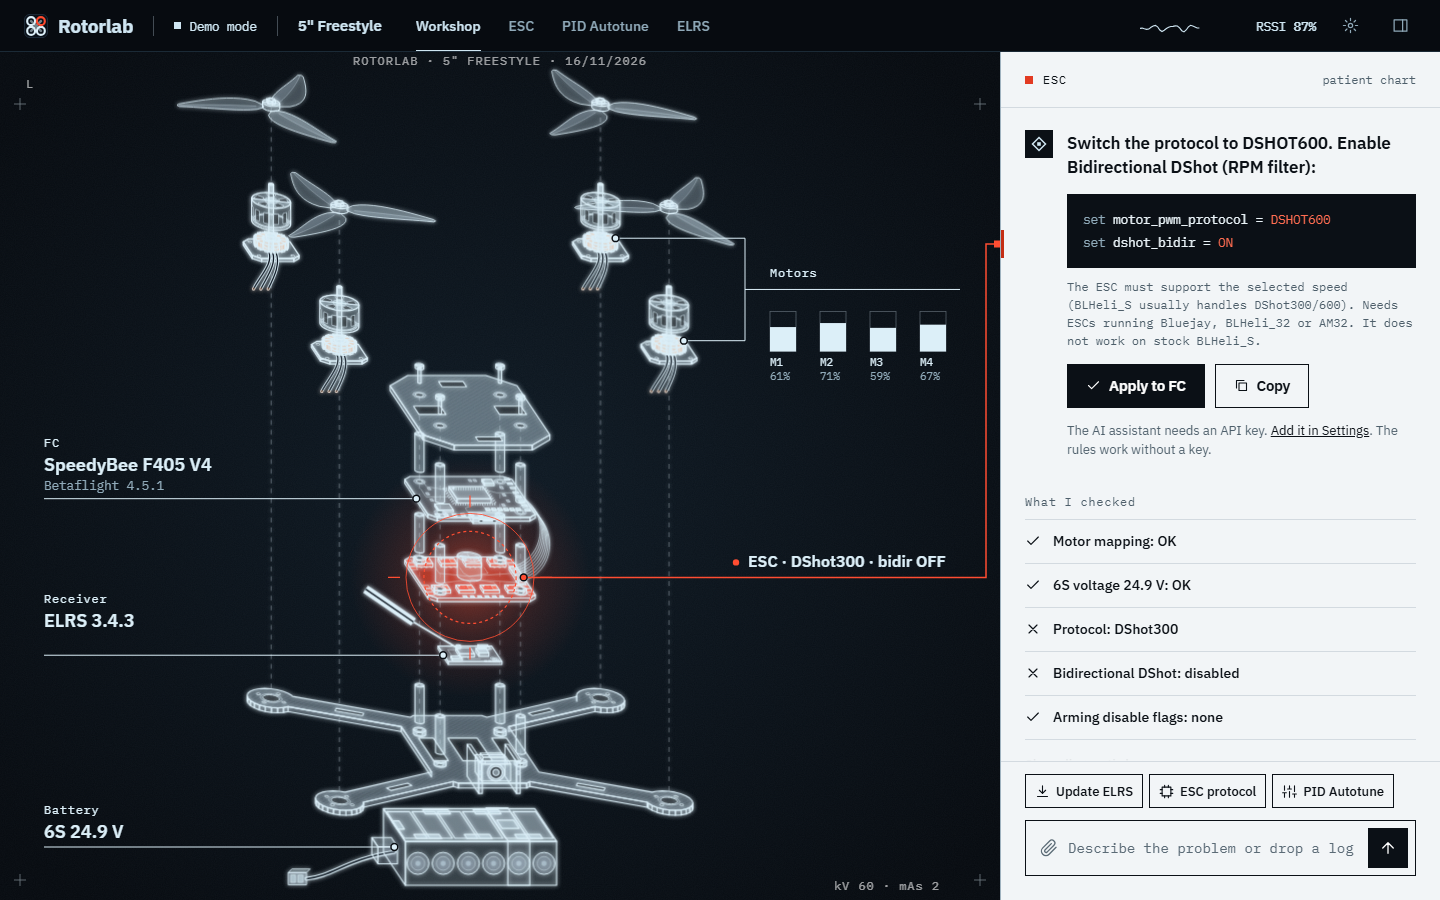 Rotorlab
Demo mode
5" Freestyle
Workshop
ESC
PID Autotune
ELRS
RSSI 87%
ROTORLAB · 5" FREESTYLE · 16/11/2026
L
Motors
M1
M2
M3
M4
61%
71%
59%
67%
FC
SpeedyBee F405 V4
Betaflight 4.5.1
ESC · DShot300 · bidir OFF
Receiver
ELRS 3.4.3
Battery
6S 24.9 V
kV 60 · mAs 2
ESC
patient chart
Switch the protocol to DSHOT600. Enable
Bidirectional DShot (RPM filter):
set motor_pwm_protocol = DSHOT600
set dshot_bidir = ON
The ESC must support the selected speed
(BLHeli_S usually handles DShot300/600). Needs
ESCs running Bluejay, BLHeli_32 or AM32. It does
not work on stock BLHeli_S.
Apply to FC
Copy
The AI assistant needs an API key. Add it in Settings. The
rules work without a key.
What I checked
Motor mapping: OK
6S voltage 24.9 V: OK
Protocol: DShot300
Bidirectional DShot: disabled
Arming disable flags: none
Update ELRS
ESC protocol
PID Autotune
Describe the problem or drop a log